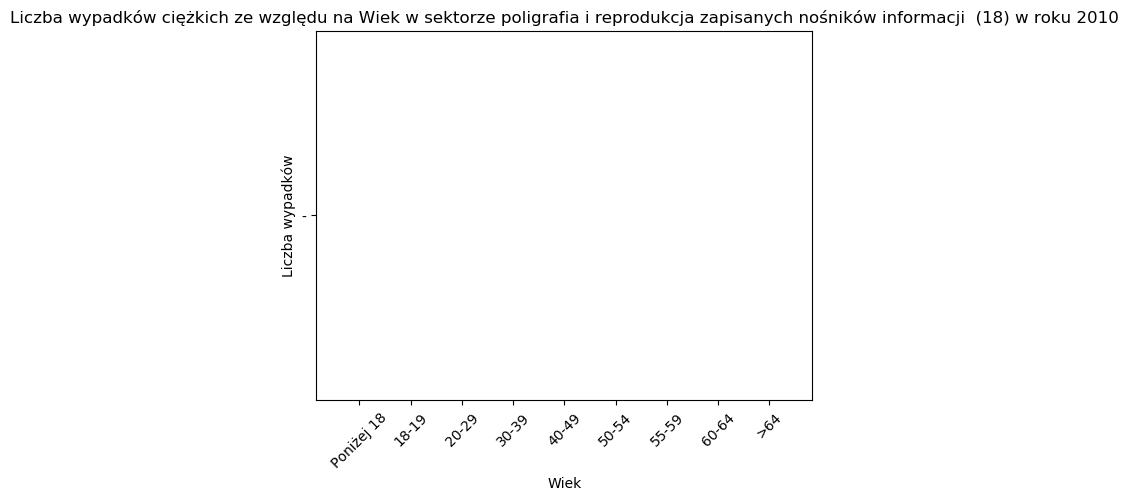 Liczba wypadków ciężkich ze względu na Wiek w sektorze poligrafia i reprodukcja zapisanych nośników informacji  (18) w roku 2010
Liczba wypadków
-
Poniżej 18
18-19
20-29
30-39
40-49
50-54
55-59
60-64
>64
Wiek